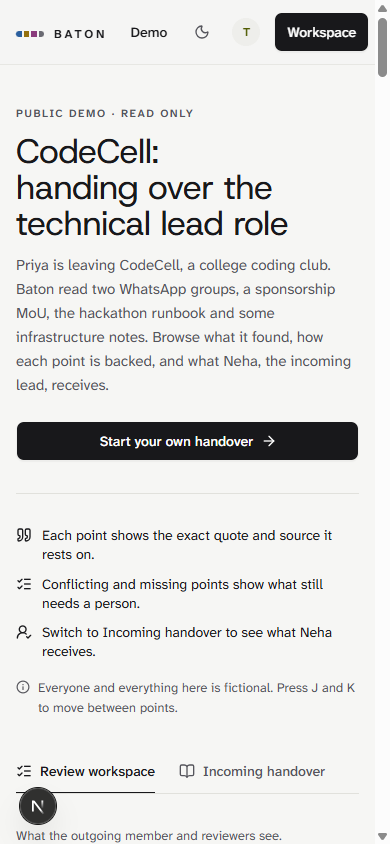 BATON Demo T Workspace
PUBLIC DEMO · READ ONLY
CodeCell:
handing over the
technical lead role
Priya is leaving CodeCell, a college coding club.
Baton read two WhatsApp groups, a sponsorship
MoU, the hackathon runbook and some
infrastructure notes. Browse what it found, how
each point is backed, and what Neha, the incoming
lead, receives.
Start your own handover →
Each point shows the exact quote and source it
rests on.
Conflicting and missing points show what still
needs a person.
Switch to Incoming handover to see what Neha
receives.
Everyone and everything here is fictional. Press J and K
to move between points.
Review workspace Incoming handover
N
What the outgoing member and reviewers see.